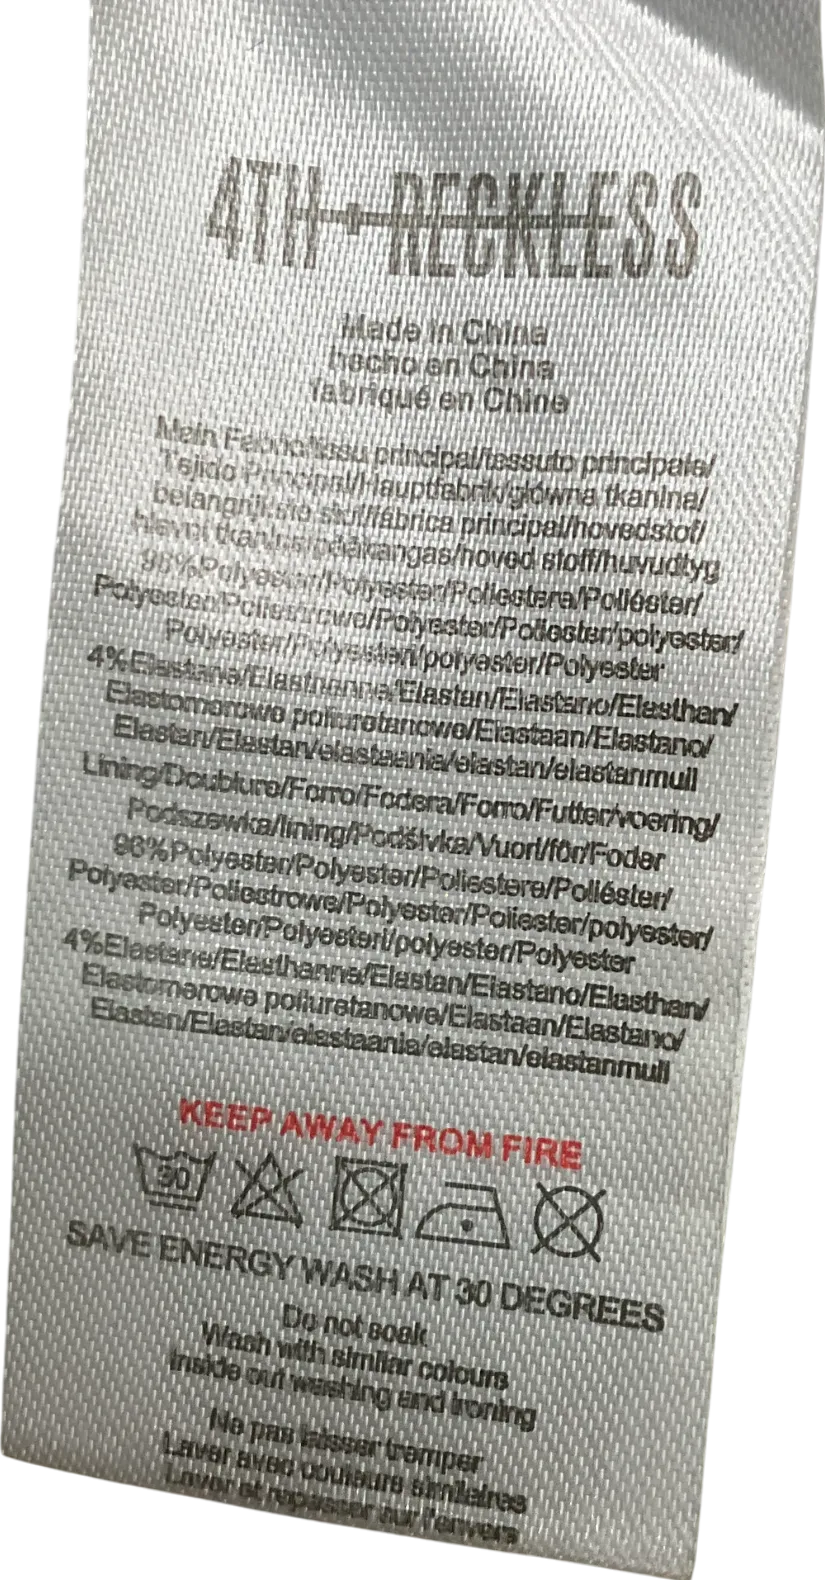 4TH + RECKLESS
Made in China
hecho en China
fabriqué en Chine
Main Fabric/tissu principal/tessuto principale/
Tejido Principal/Hauptfabrik/główna tkanina/
belangrijkste stof/fábrica principal/hovedstof/
hlavní tkanina/pääkangas/hoved stoff/huvudtyg
96%Polyester/Polyester/Poliestere/Poliéster/
Polyester/Poliestrowe/Polyester/Poliester/polyester/
Polyester/Polyesteri/polyester/Polyester
4%Elastane/Elasthanne/Elastan/Elastano/Elasthan/
Elastomerowe poliuretanowe/Elastaan/Elastano/
Elastan/Elastan/elastaania/elastan/elastanmull
Lining/Doublure/Forro/Fodera/Forro/Futter/voering/
Podszewka/lining/Podšívka/Vuori/fôr/Foder
96%Polyester/Polyester/Poliestere/Poliéster/
Polyester/Poliestrowe/Polyester/Poliester/polyester/
Polyester/Polyesteri/polyester/Polyester
4%Elastane/Elasthanne/Elastan/Elastano/Elasthan/
Elastomerowe poliuretanowe/Elastaan/Elastano/
Elastan/Elastan/elastaania/elastan/elastanmull
KEEP AWAY FROM FIRE
30
SAVE ENERGY WASH AT 30 DEGREES
Do not soak
Wash with similar colours
Inside out washing and ironing
Ne pas laisser tremper
Laver avec couleurs similaires
Laver et repasser sur l'envers